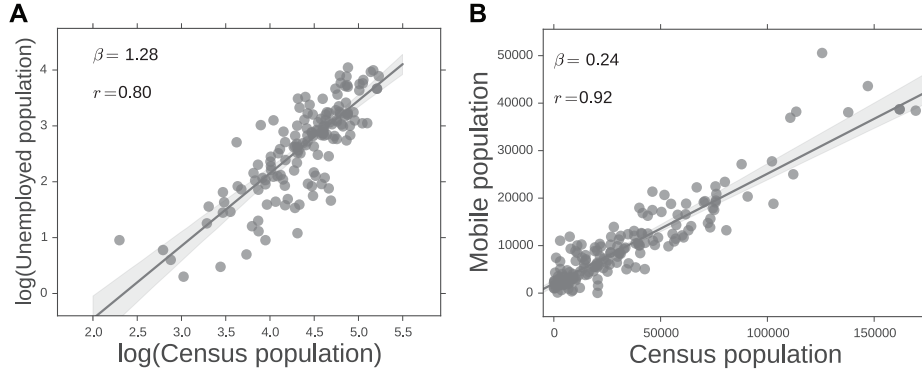 A
β = 1.28
r =0.80
log(Unemployed population)
4
3
2
1
0
2.0 2.5 3.0 3.5 4.0 4.5 5.0 5.5
log(Census population)
B
β = 0.24
r =0.92
Mobile population
50000
40000
30000
20000
10000
0
0 50000 100000 150000
Census population